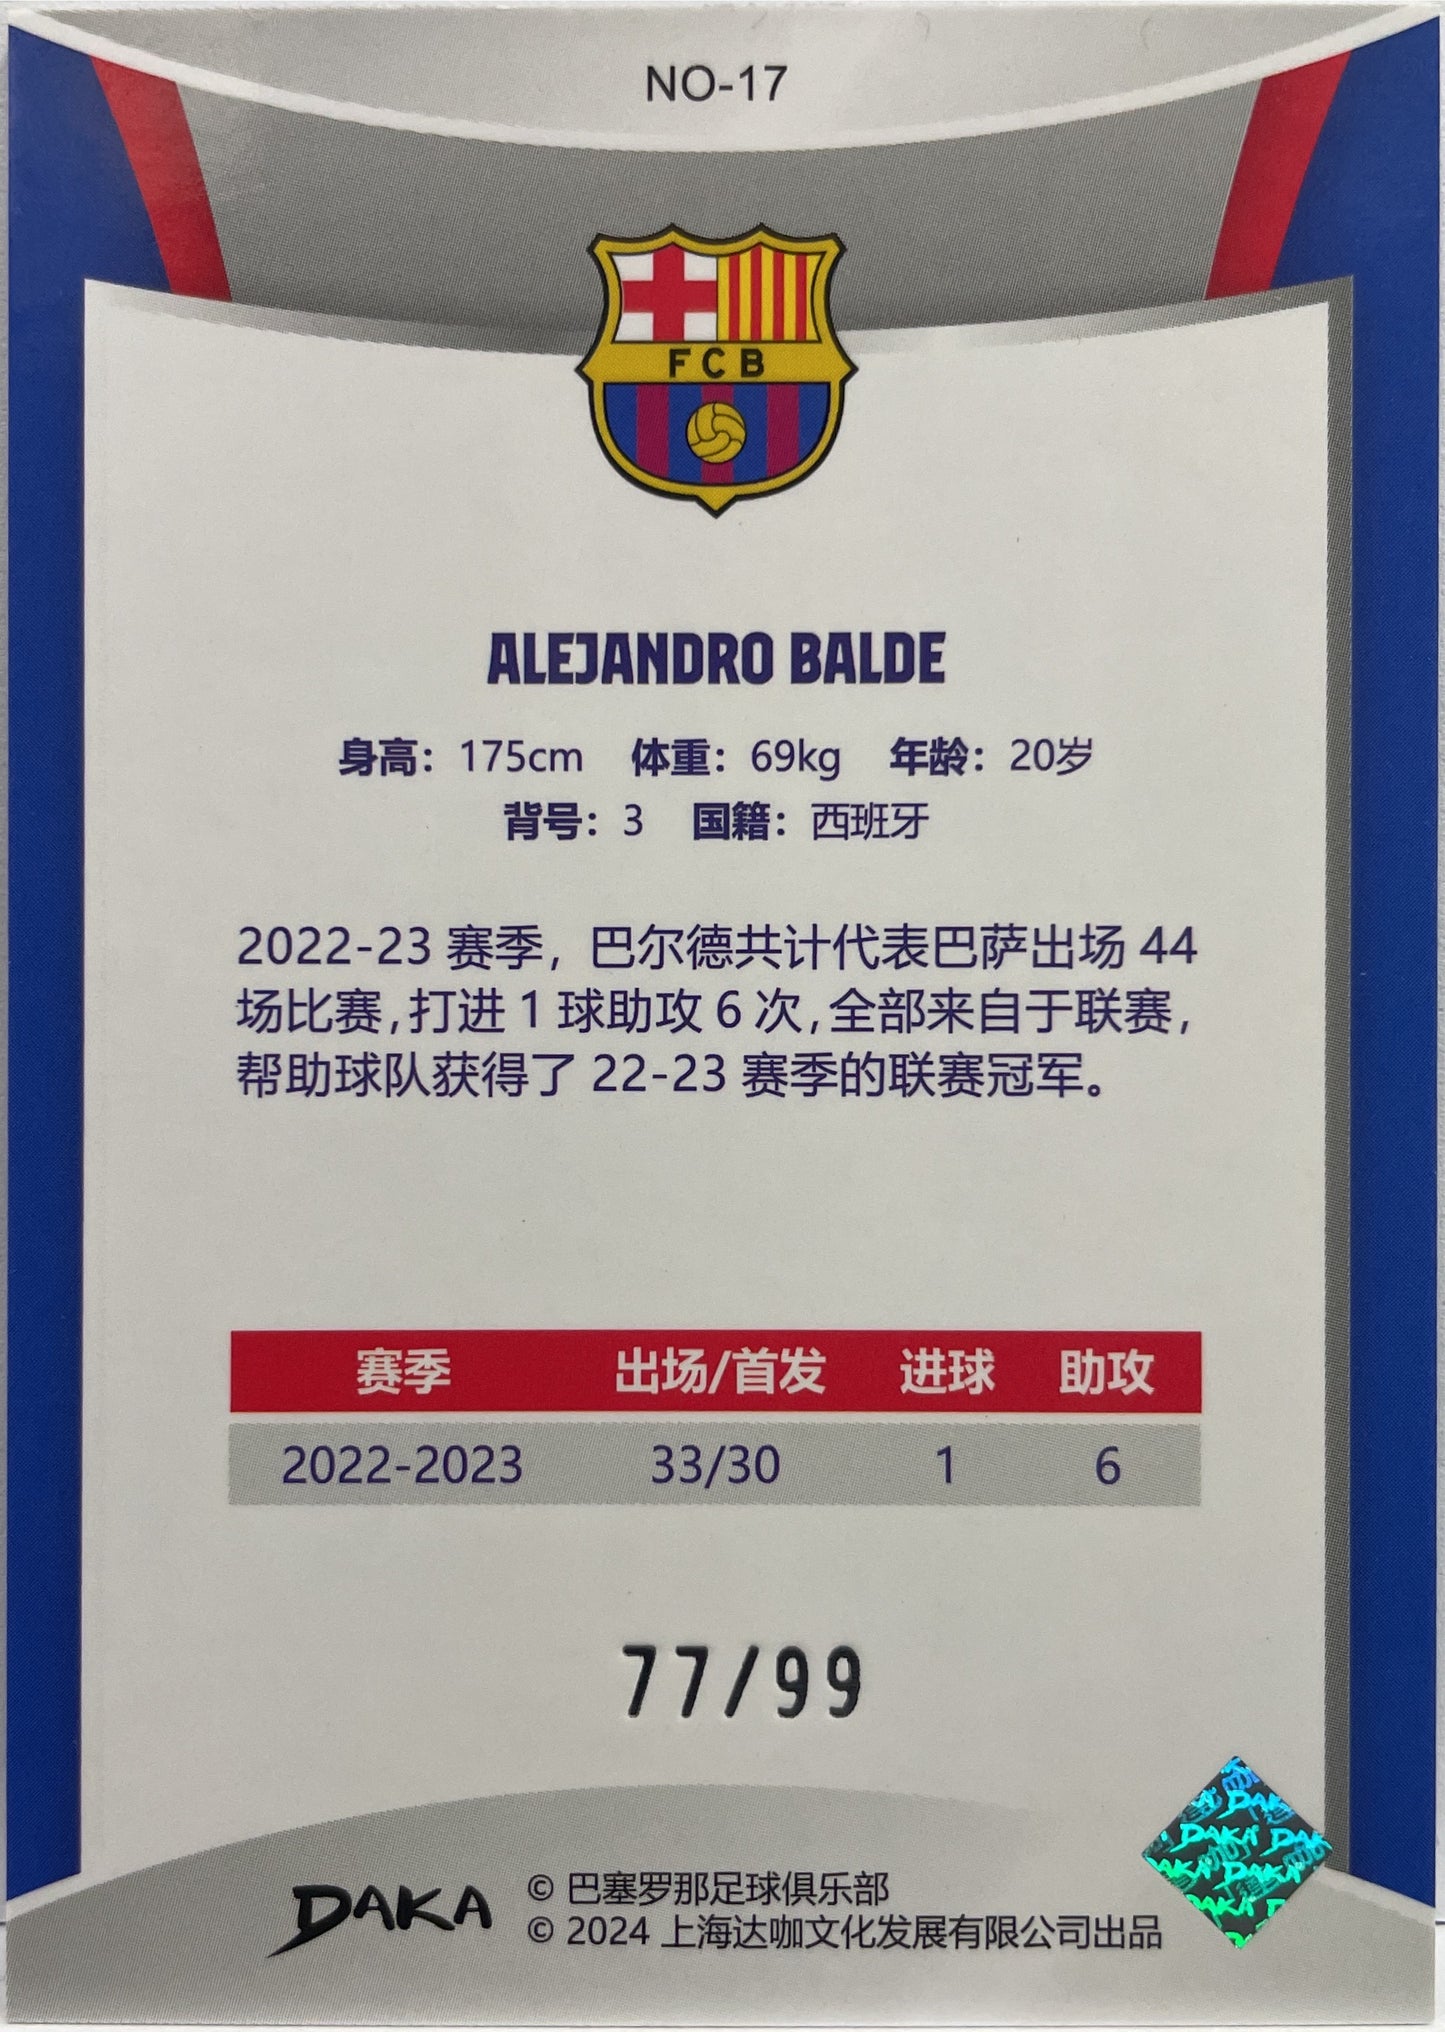 NO-17
FCB
ALEJANDRO BALDE
身高：175cm 体重：69kg 年龄：20岁
背号：3 国籍：西班牙
2022-23 赛季，巴尔德共计代表巴萨出场 44
场比赛,打进 1 球助攻 6 次,全部来自于联赛，
帮助球队获得了 22-23 赛季的联赛冠军。
赛季 出场/首发 进球 助攻
2022-2023 33/30 1 6
77/99
DAKA
© 巴塞罗那足球俱乐部
© 2024 上海达咖文化发展有限公司出品
DAKA
DAKA DAKA
DAKA DAKA
DAKA